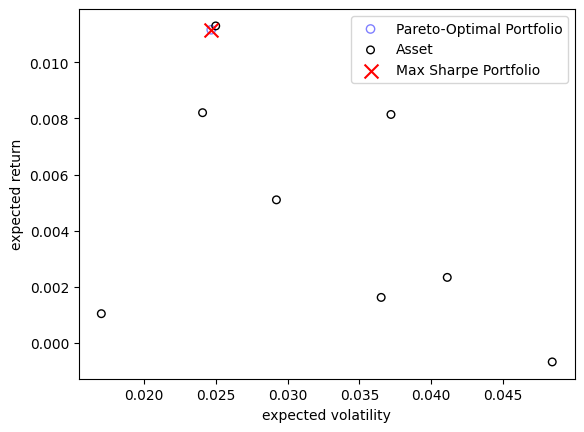 Pareto-Optimal Portfolio
Asset
Max Sharpe Portfolio
expected return
0.010
0.008
0.006
0.004
0.002
0.000
0.020 0.025 0.030 0.035 0.040 0.045
expected volatility